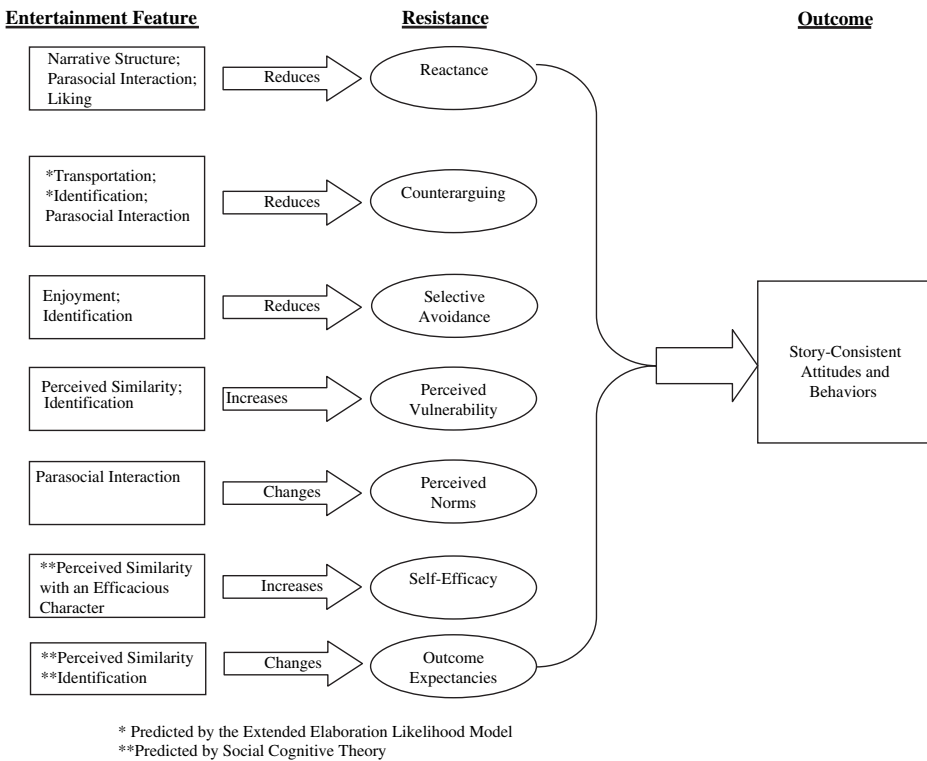 Entertainment Feature
Resistance
Outcome
Narrative Structure;
Parasocial Interaction;
Liking
Reduces
Reactance
*Transportation;
*Identification;
Parasocial Interaction
Reduces
Counterarguing
Enjoyment;
Identification
Reduces
Selective
Avoidance
Perceived Similarity;
Identification
Increases
Perceived
Vulnerability
Parasocial Interaction
Changes
Perceived
Norms
**Perceived Similarity
with an Efficacious
Character
Increases
Self-Efficacy
**Perceived Similarity
**Identification
Changes
Outcome
Expectancies
Story-Consistent
Attitudes and
Behaviors
* Predicted by the Extended Elaboration Likelihood Model
**Predicted by Social Cognitive Theory